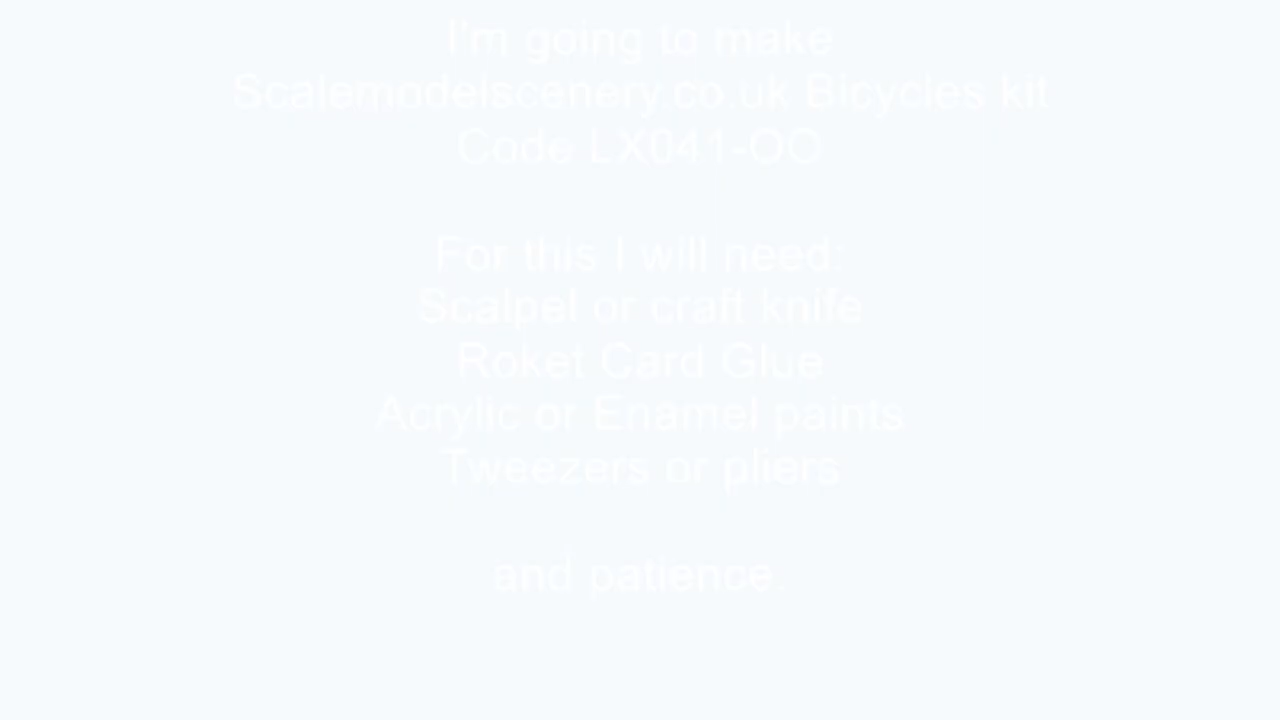 I'm going to make
Scalemodelscenery.co.uk Bicycles kit
Code LX041-OO
For this I will need:
Scalpel or craft knife
Roket Card Glue
Acrylic or Enamel paints
Tweezers or pliers
and patience.